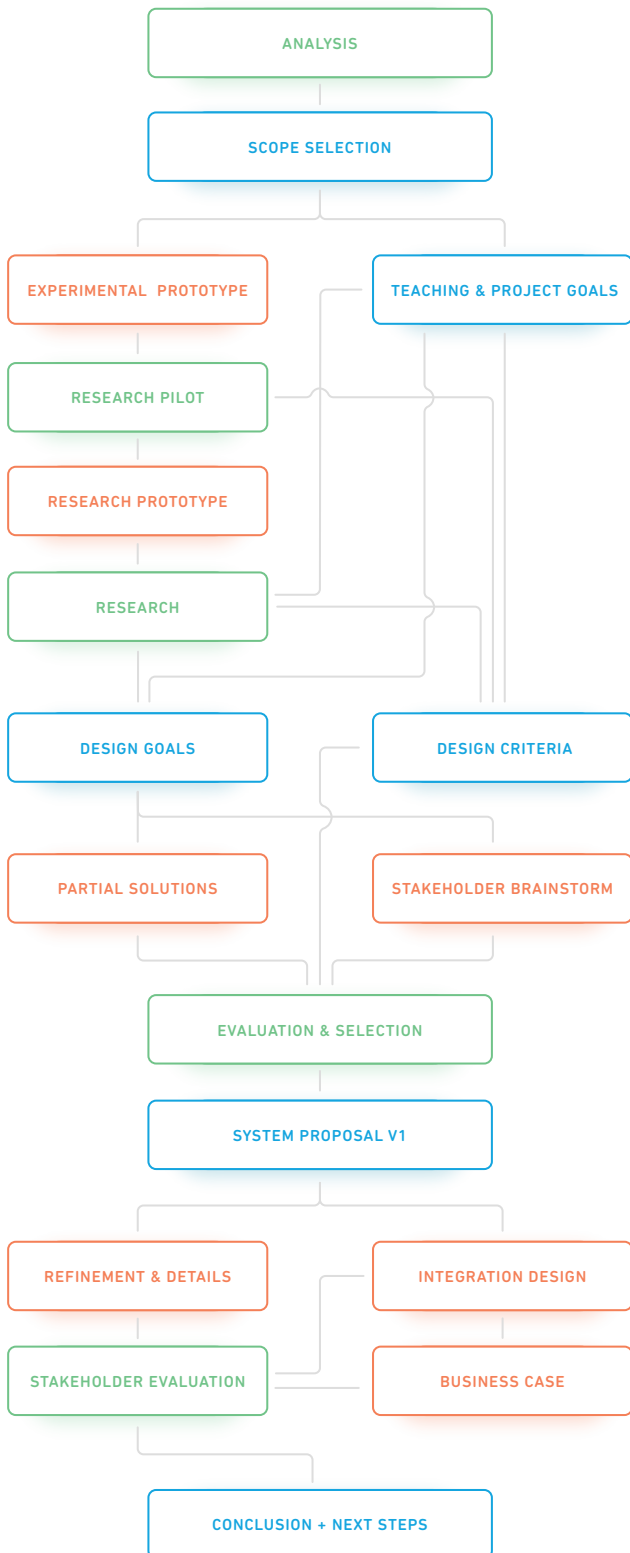 ANALYSIS
SCOPE SELECTION
EXPERIMENTAL PROTOTYPE
TEACHING & PROJECT GOALS
RESEARCH PILOT
RESEARCH PROTOTYPE
RESEARCH
DESIGN GOALS
DESIGN CRITERIA
PARTIAL SOLUTIONS
STAKEHOLDER BRAINSTORM
EVALUATION & SELECTION
SYSTEM PROPOSAL V1
REFINEMENT & DETAILS
INTEGRATION DESIGN
STAKEHOLDER EVALUATION
BUSINESS CASE
CONCLUSION + NEXT STEPS